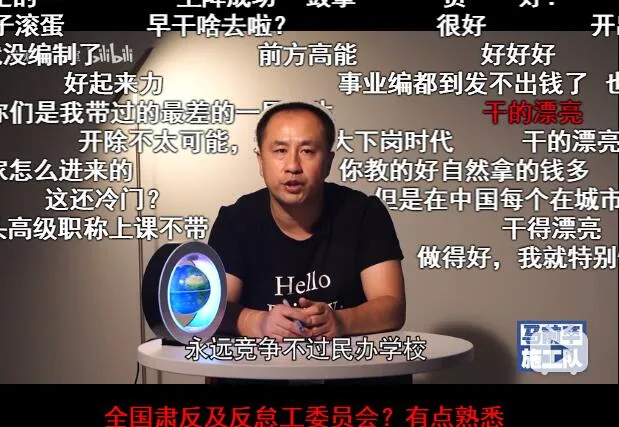 子滚蛋
早干啥去啦?
很好
没编制了
bilibili
前方高能
好好好
好起来力
事业编都到发不出钱了
你们是我带过的最差的一
干的漂亮
开除不太可能,
大下岗时代
干的漂亮
家怎么进来的
你教的好自然拿的钱多
这还冷门?
但是在中国每个在城市
头高级职称上课不带
干得漂亮
做得好,我就特别
Hello
永远竞争不过民办学校
施工队
全国肃反及反怠工委员会?有点熟悉